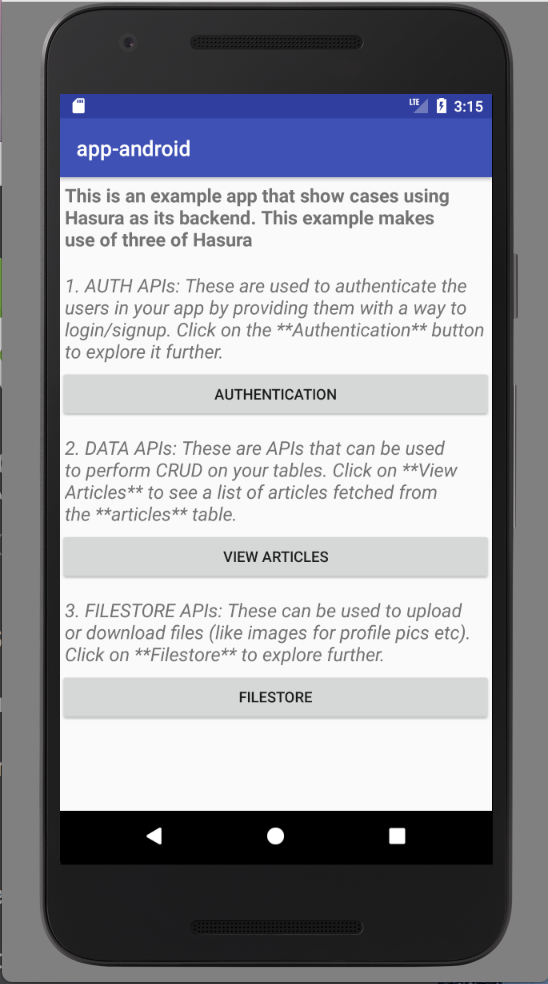 LTE 3:15
app-android
This is an example app that show cases using
Hasura as its backend. This example makes
use of three of Hasura
1. AUTH APIs: These are used to authenticate the
users in your app by providing them with a way to
login/signup. Click on the **Authentication** button
to explore it further.
AUTHENTICATION
2. DATA APIs: These are APIs that can be used
to perform CRUD on your tables. Click on **View
Articles** to see a list of articles fetched from
the **articles** table.
VIEW ARTICLES
3. FILESTORE APIs: These can be used to upload
or download files (like images for profile pics etc).
Click on **Filestore** to explore further.
FILESTORE